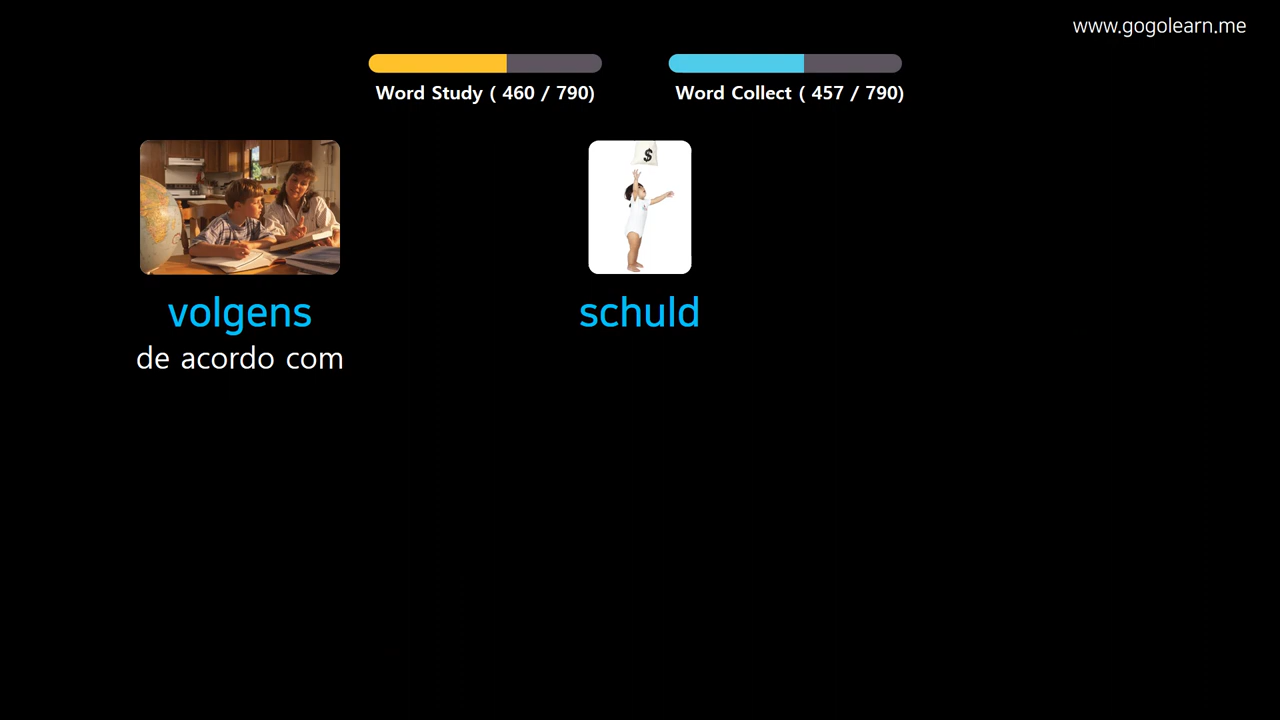 www.gogolearn.me
Word Study ( 460 / 790)
Word Collect ( 457 / 790)
$
volgens
schuld
de acordo com